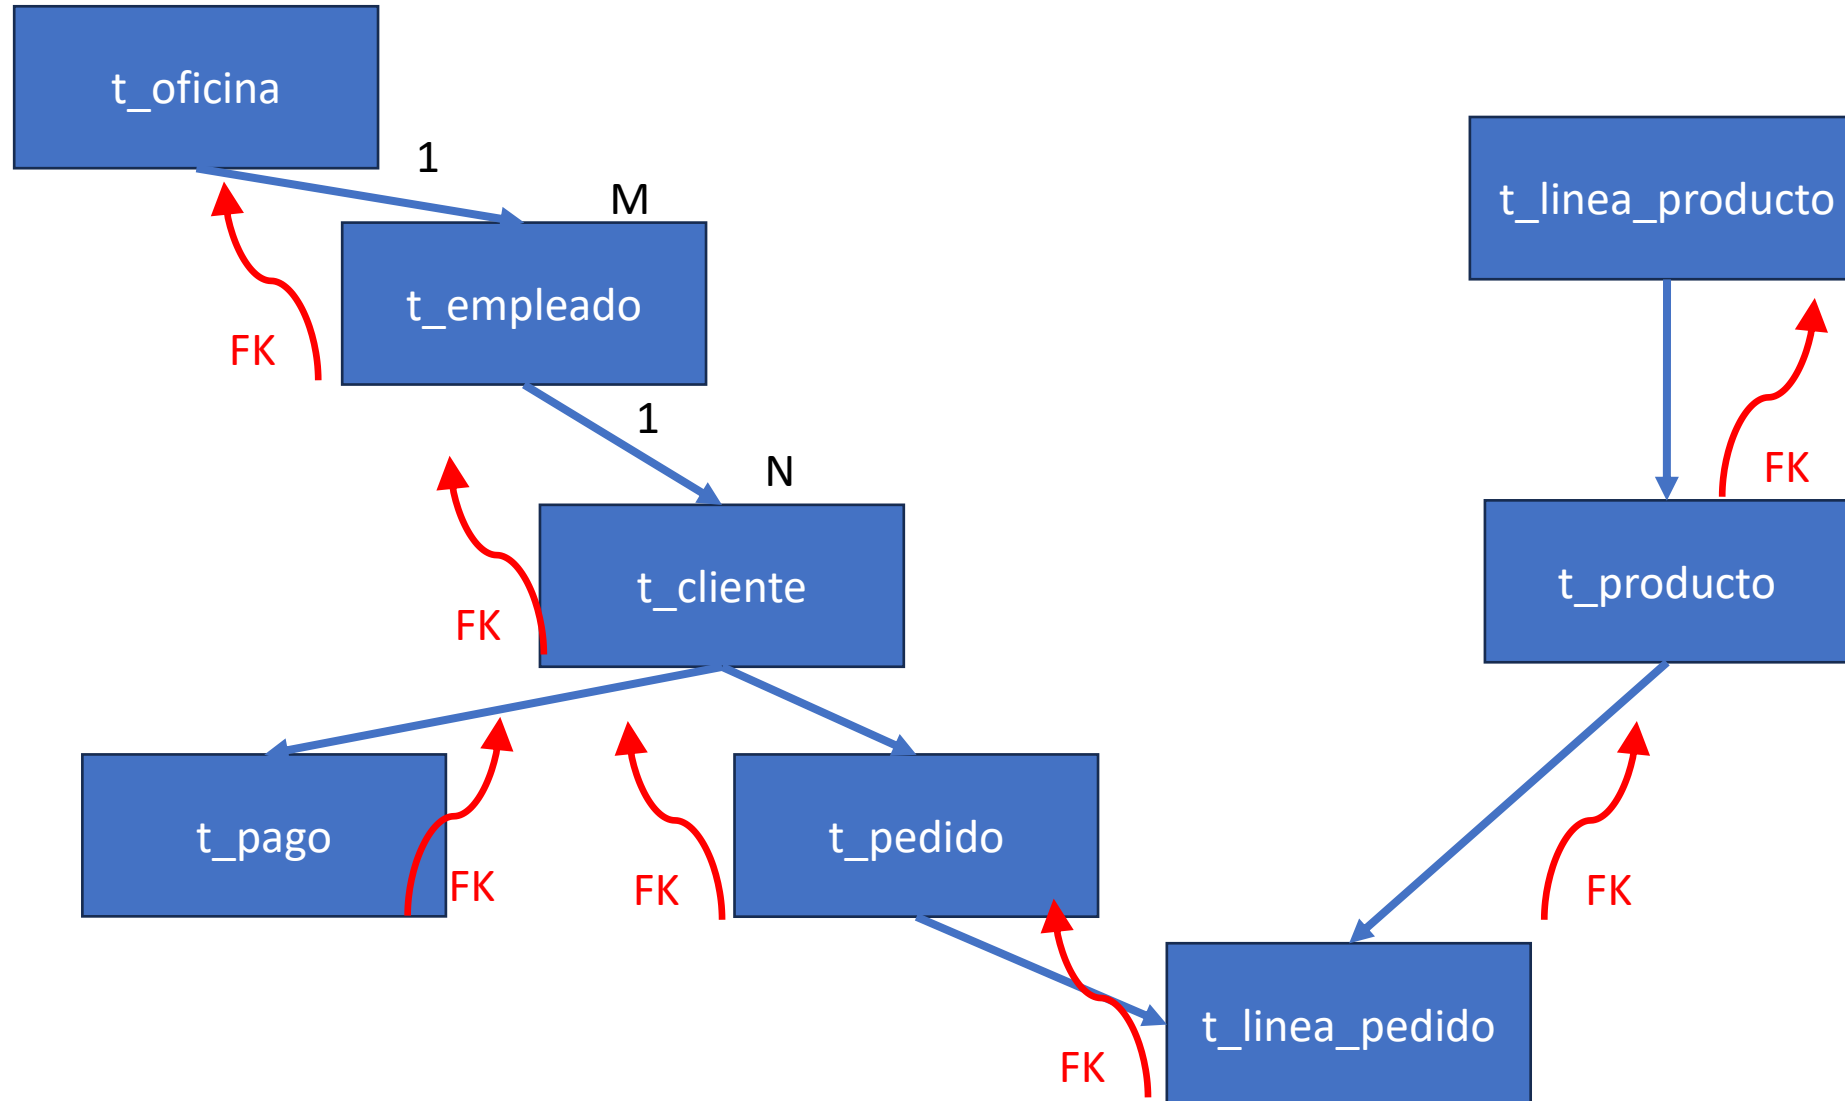 t_oficina
1
M
t_linea_producto
t_empleado
FK
1
N
FK
t_cliente
t_producto
FK
t_pago
t_pedido
FK
FK
FK
t_linea_pedido
FK